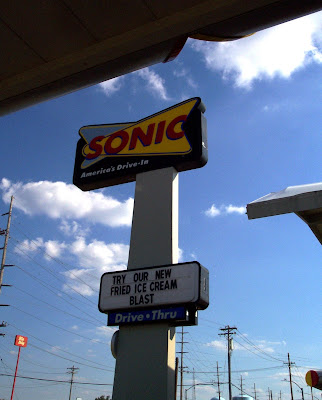 SONIC
America's Drive-In
TRY OUR NEW
FRIED ICE CREAM
BLAST
Drive•Thru